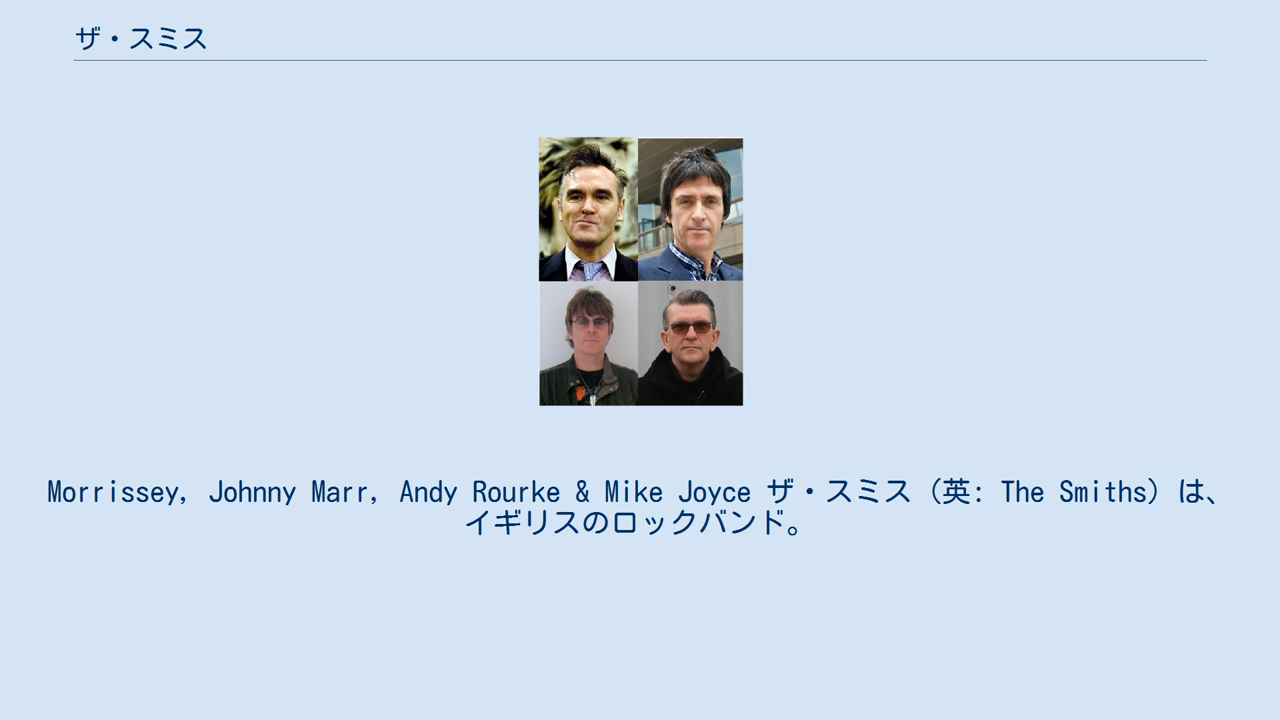 ザ・スミス
Morrissey, Johnny Marr, Andy Rourke & Mike Joyce ザ・スミス（英: The Smiths）は、
イギリスのロックバンド。